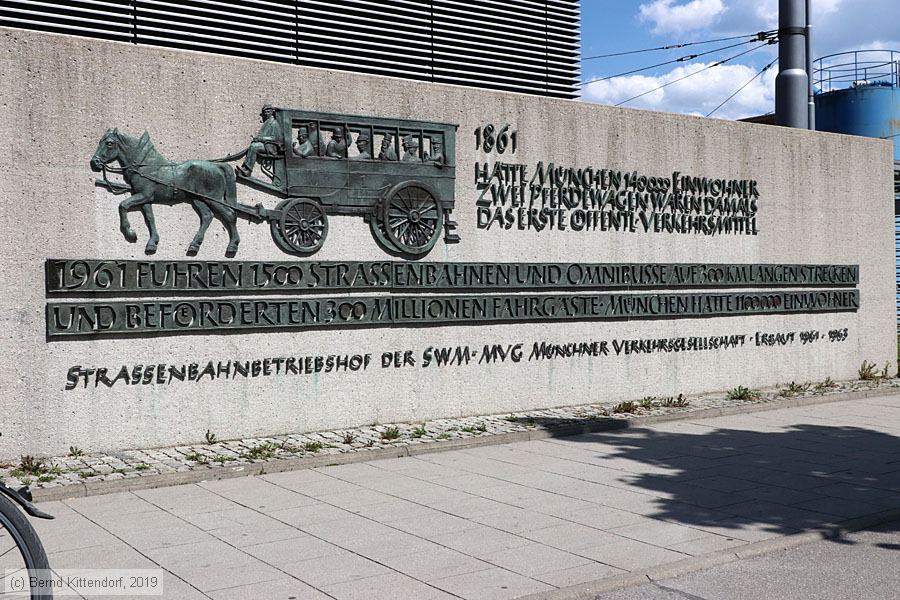 1861
HATTE MÜNCHEN 140000 EINWOHNER
ZWEI PFERDEWAGEN WAREN DAMALS
DAS ERSTE ÖFFENTL·VERKEHRSMITTEL
1961 FUHREN 1500 STRASSENBAHNEN UND OMNIBUSSE AUF 300 KM LANGEN STRECKEN
UND BEFÖRDERTEN 300 MILLIONEN FAHRGÄSTE·MÜNCHEN HATTE 1100000 EINWOHNER
STRASSENBAHNBETRIEBSHOF DER SWM-MVG MÜNCHNER VERKEHRSGESELLSCHAFT·ERBAUT 1961-1963
(c) Bernd Kittendorf, 2019